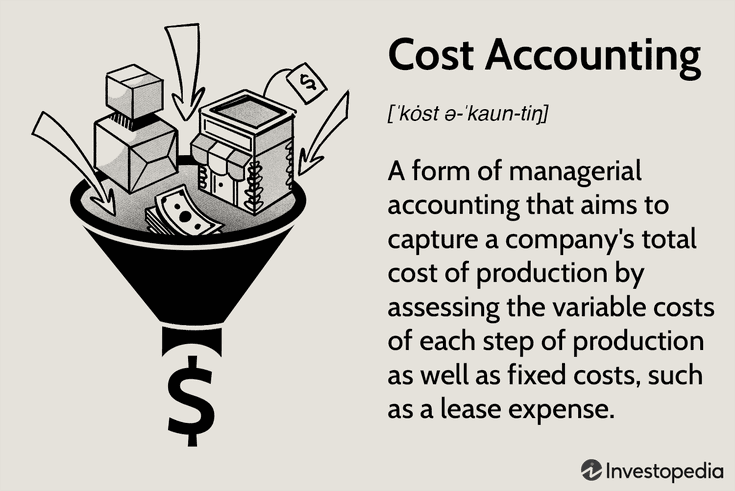 $
Cost Accounting
[ˈkȯst ə-ˈkaun-tiŋ]
A form of managerial
accounting that aims to
capture a company's total
cost of production by
assessing the variable costs
of each step of production
as well as fixed costs, such
as a lease expense.
$
Investopedia